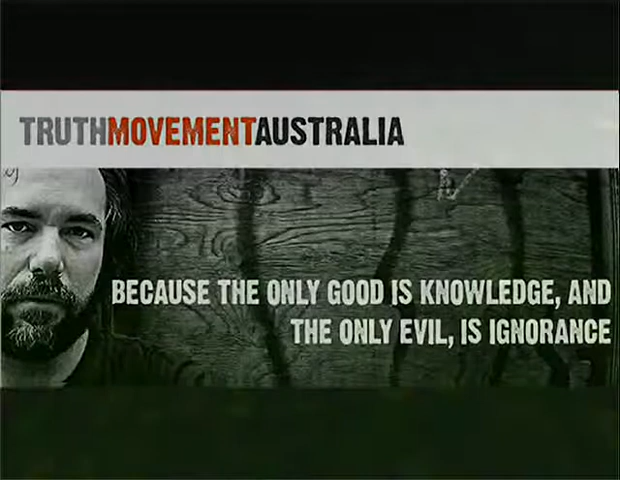 TRUTHMOVEMENTAUSTRALIA
BECAUSE THE ONLY GOOD IS KNOWLEDGE, AND
THE ONLY EVIL, IS IGNORANCE